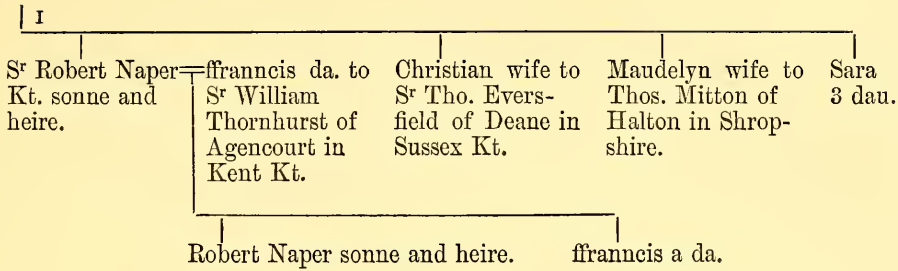 I
Sʳ Robert Naper
Kt. sonne and
heire.
ffranncis da. to
Sʳ William
Thornhurst of
Agencourt in
Kent Kt.
Christian wife to
Sʳ Tho. Evers-
field of Deane in
Sussex Kt.
Maudelyn wife to
Thos. Mitton of
Halton in Shrop-
shire.
Sara
3 dau.
Robert Naper sonne and heire.
ffranncis a da.